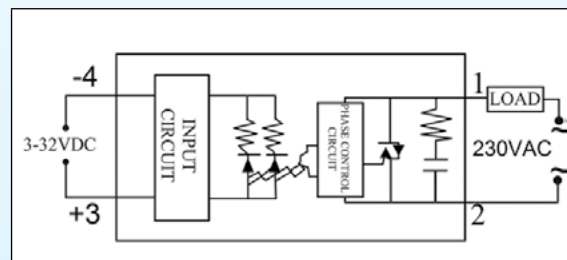 -4
+3
3-32VDC
INPUT
CIRCUIT
PHASE CONTROL
CIRCUIT
1
2
LOAD
230VAC
~
~